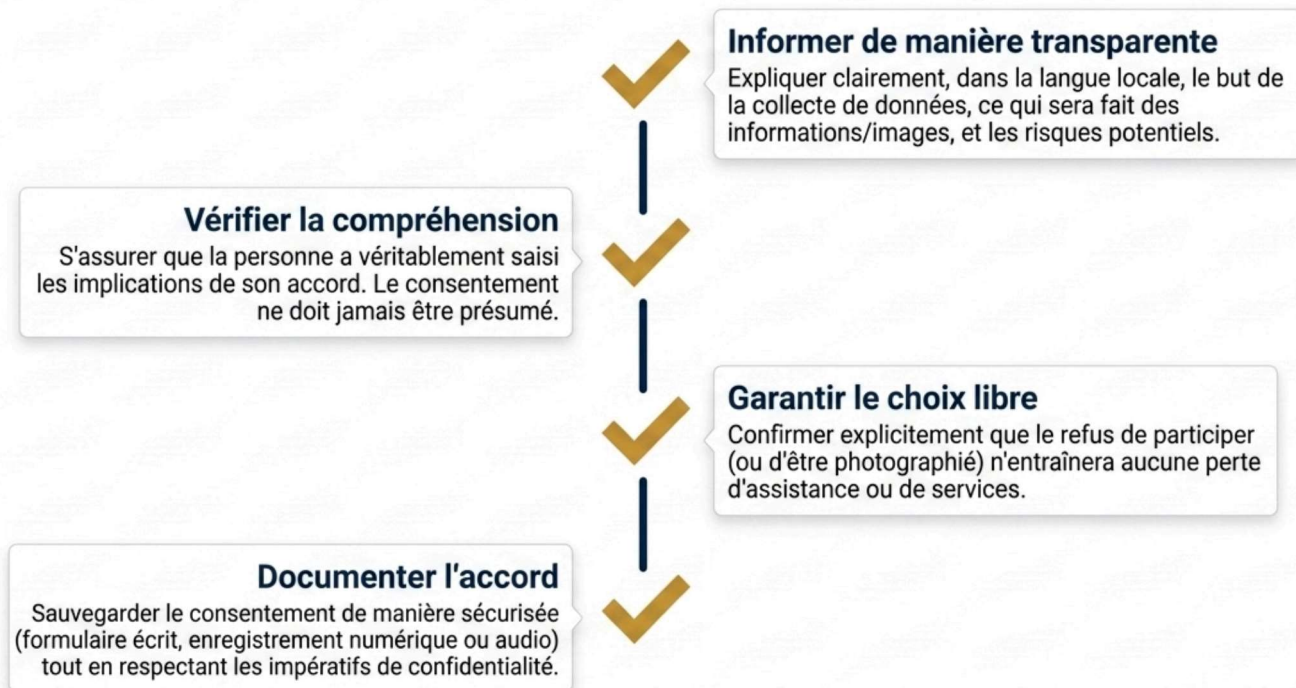 Informer de manière transparente
Expliquer clairement, dans la langue locale, le but de
la collecte de données, ce qui sera fait des
informations/images, et les risques potentiels.
Vérifier la compréhension
S'assurer que la personne a véritablement saisi
les implications de son accord. Le consentement
ne doit jamais être présumé.
Garantir le choix libre
Confirmer explicitement que le refus de participer
(ou d'être photographié) n'entraînera aucune perte
d'assistance ou de services.
Documenter l'accord
Sauvegarder le consentement de manière sécurisée
(formulaire écrit, enregistrement numérique ou audio)
tout en respectant les impératifs de confidentialité.